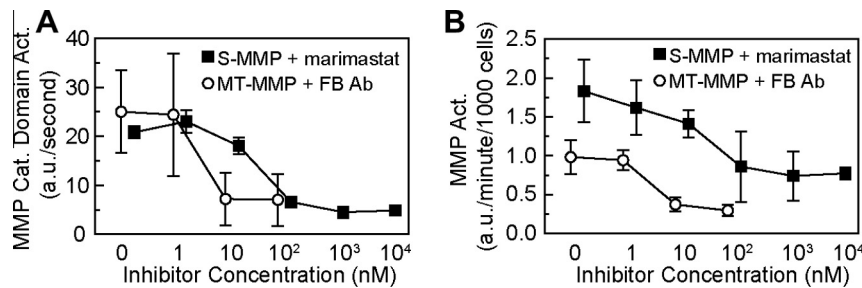 A
MMP Cat. Domain Act.
(a.u./second)
40
30
20
10
0
S-MMP + marimastat
MT-MMP + FB Ab
0 1 10 10² 10³ 10⁴
Inhibitor Concentration (nM)
B
MMP Act.
(a.u./minute/1000 cells)
2.5
2.0
1.5
1.0
0.5
0.0
S-MMP + marimastat
MT-MMP + FB Ab
0 1 10 10² 10³ 10⁴
Inhibitor Concentration (nM)